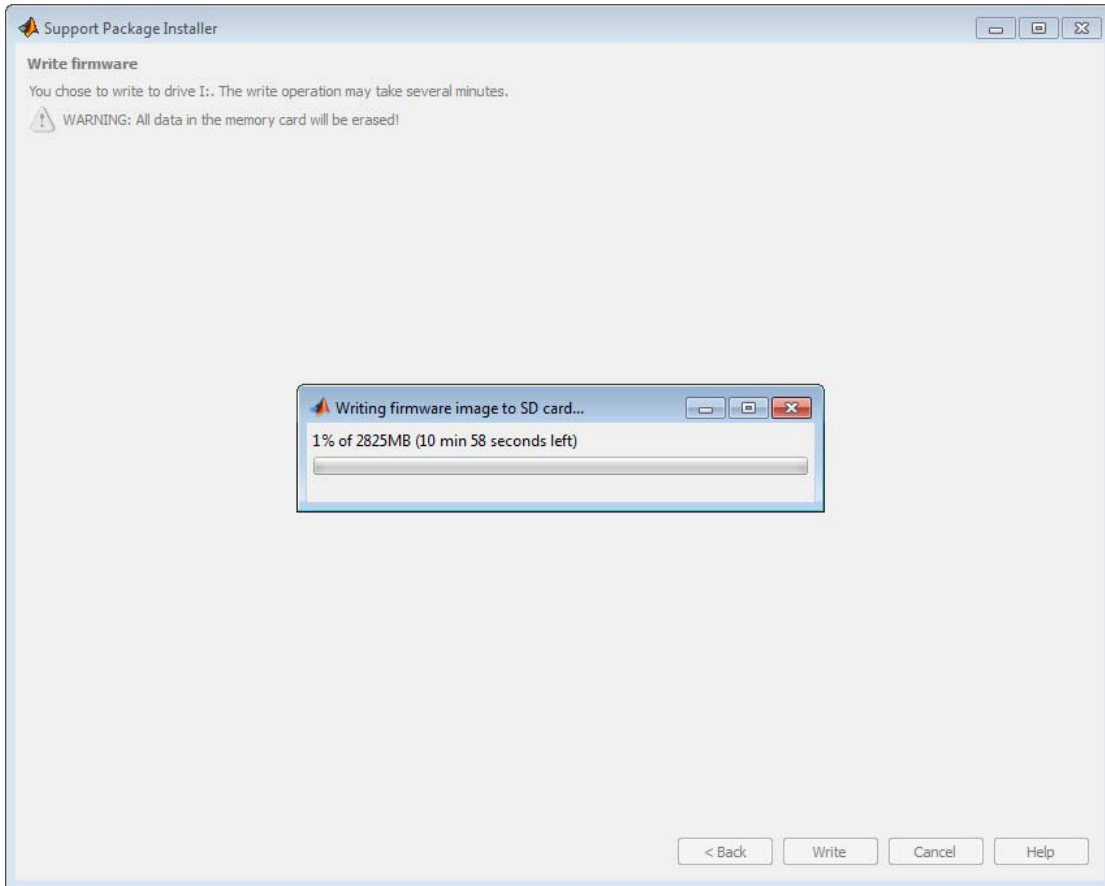 Support Package Installer
Write firmware
You chose to write to drive I:. The write operation may take several minutes.
WARNING: All data in the memory card will be erased!
Writing firmware image to SD card...
1% of 2825MB (10 min 58 seconds left)
< Back Write Cancel Help